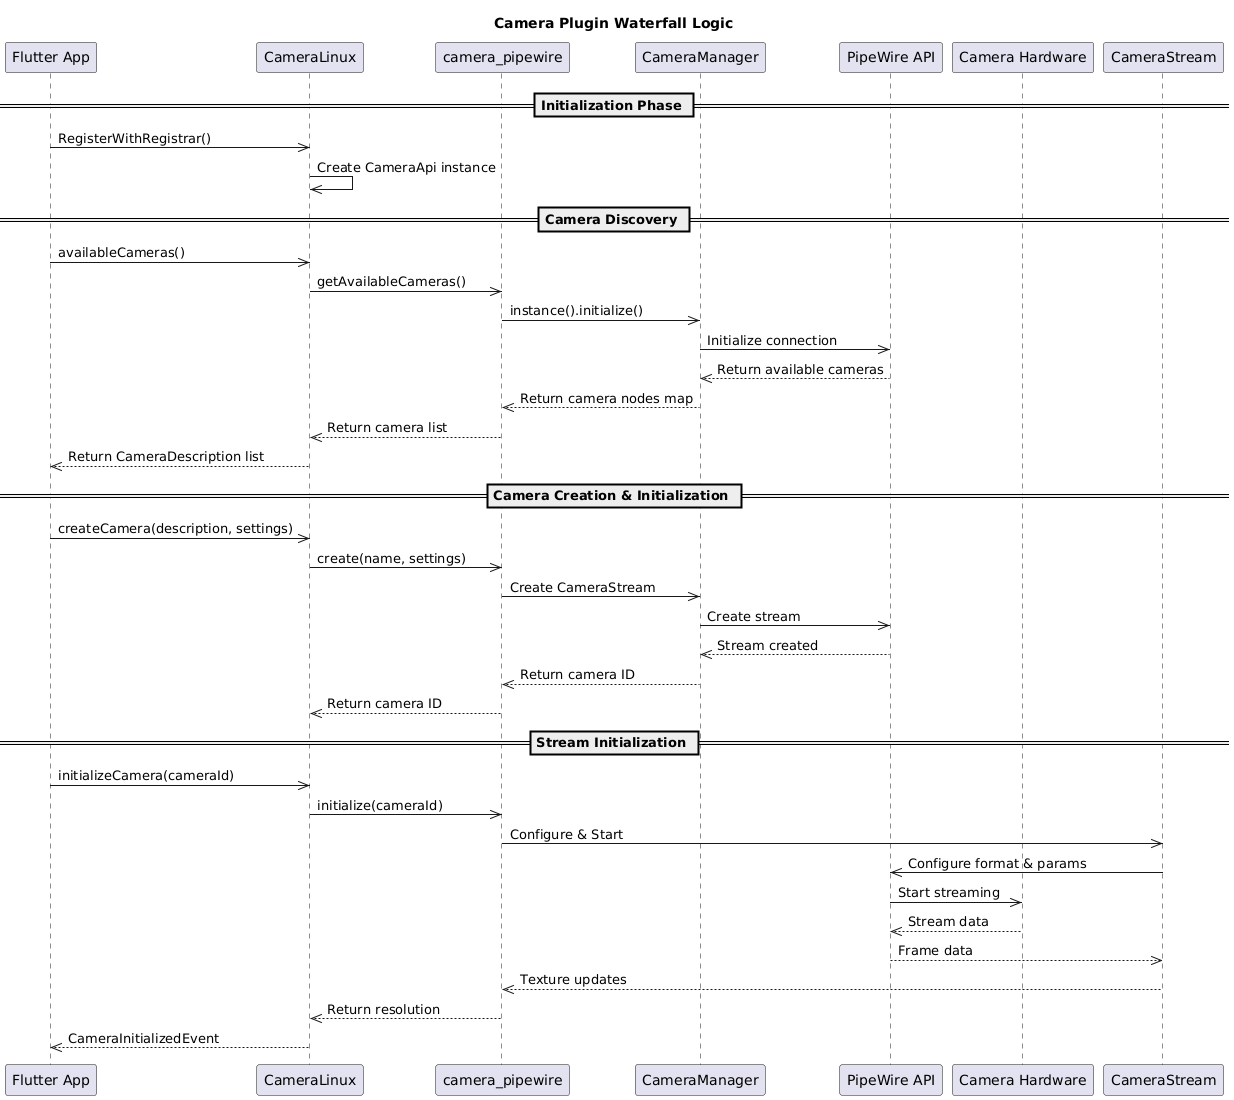 Camera Plugin Waterfall Logic
Flutter App CameraLinux camera_pipewire CameraManager PipeWire API Camera Hardware CameraStream
Initialization Phase
RegisterWithRegistrar()
Create CameraApi instance
Camera Discovery
availableCameras()
getAvailableCameras()
instance().initialize()
Initialize connection
Return available cameras
Return camera nodes map
Return camera list
Return CameraDescription list
Camera Creation & Initialization
createCamera(description, settings)
create(name, settings)
Create CameraStream
Create stream
Stream created
Return camera ID
Return camera ID
Stream Initialization
initializeCamera(cameraId)
initialize(cameraId)
Configure & Start
Configure format & params
Start streaming
Stream data
Frame data
Texture updates
Return resolution
CameraInitializedEvent
Flutter App CameraLinux camera_pipewire CameraManager PipeWire API Camera Hardware CameraStream